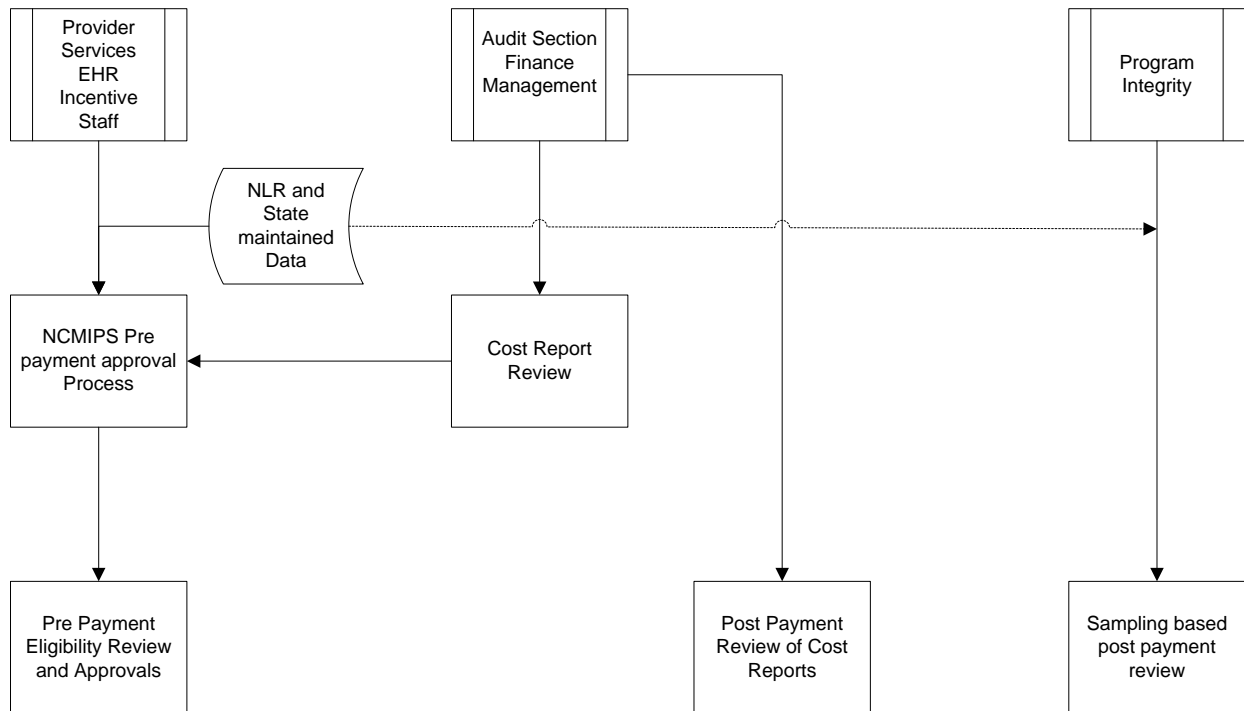 Provider
Services
EHR
Incentive
Staff
Audit Section
Finance
Management
Program
Integrity
NLR and
State
maintained
Data
NCMIPS Pre
payment approval
Process
Cost Report
Review
Pre Payment
Eligibility Review
and Approvals
Post Payment
Review of Cost
Reports
Sampling based
post payment
review